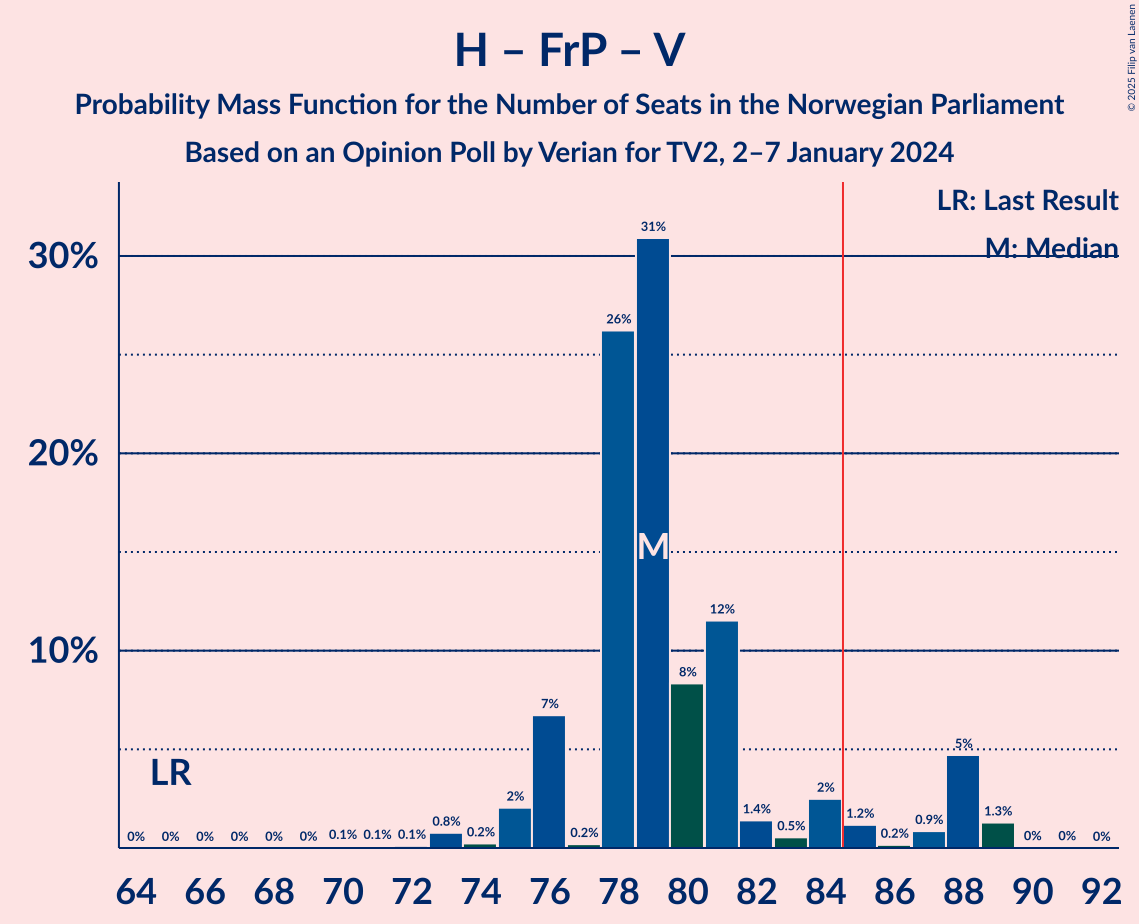 H – FrP – V
Probability Mass Function for the Number of Seats in the Norwegian Parliament
Based on an Opinion Poll by Verian for TV2, 2–7 January 2024
© 2025 Filip van Laenen
LR: Last Result
M: Median
30%
20%
10%
LR
M
0% 0% 0% 0% 0% 0% 0.1% 0.1% 0.1% 0.8% 0.2% 2% 7% 0.2% 26% 31% 8% 12% 1.4% 0.5% 2% 1.2% 0.2% 0.9% 5% 1.3% 0% 0% 0%
64 66 68 70 72 74 76 78 80 82 84 86 88 90 92